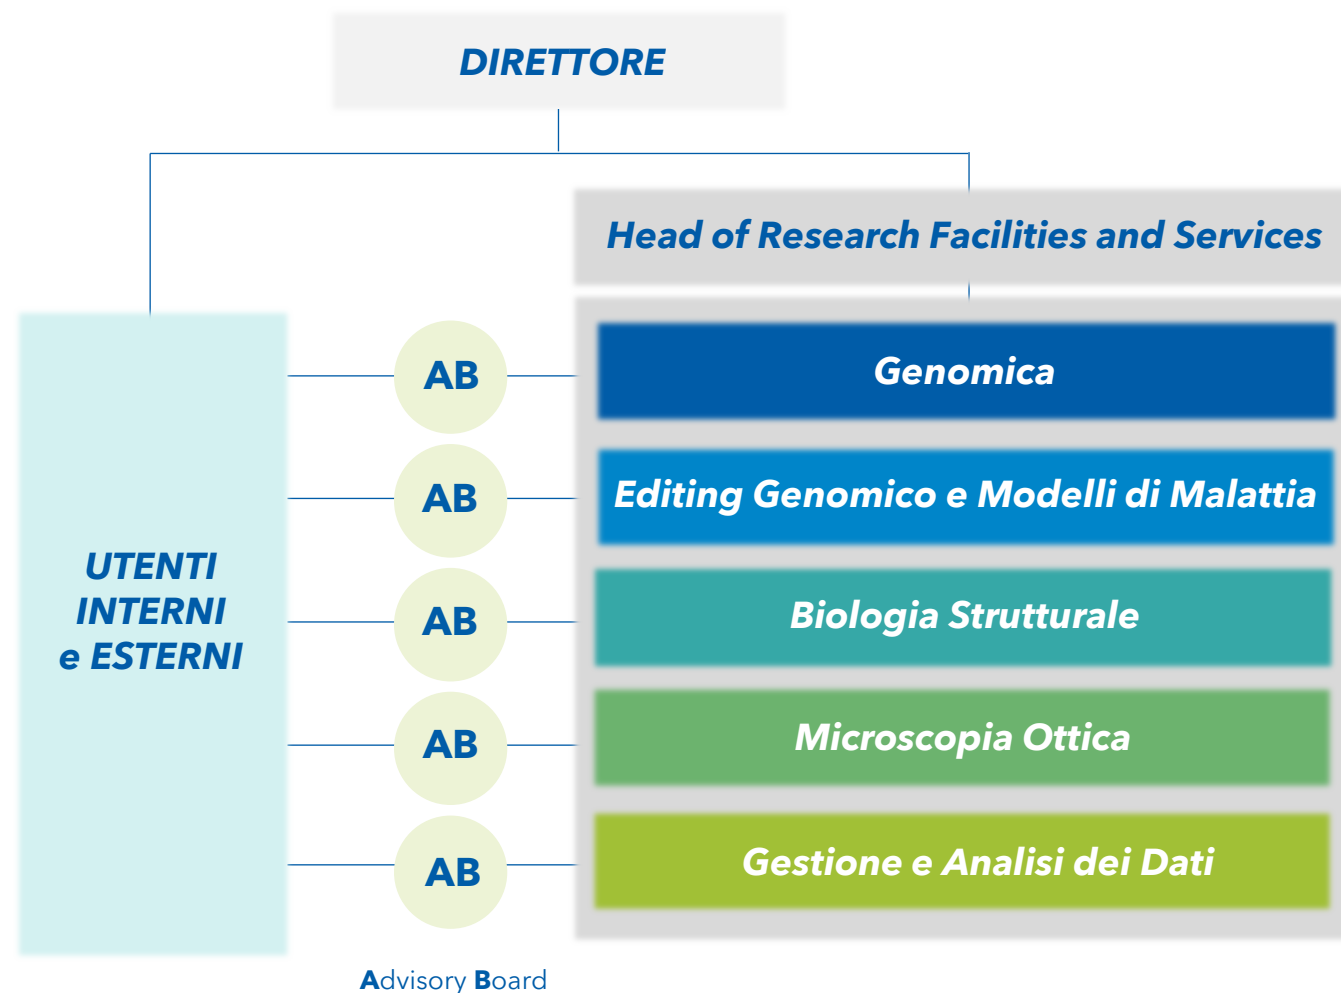 DIRETTORE
Head of Research Facilities and Services
UTENTI
INTERNI
e ESTERNI
AB
Genomica
AB
Editing Genomico e Modelli di Malattia
AB
Biologia Strutturale
AB
Microscopia Ottica
AB
Gestione e Analisi dei Dati
Advisory Board